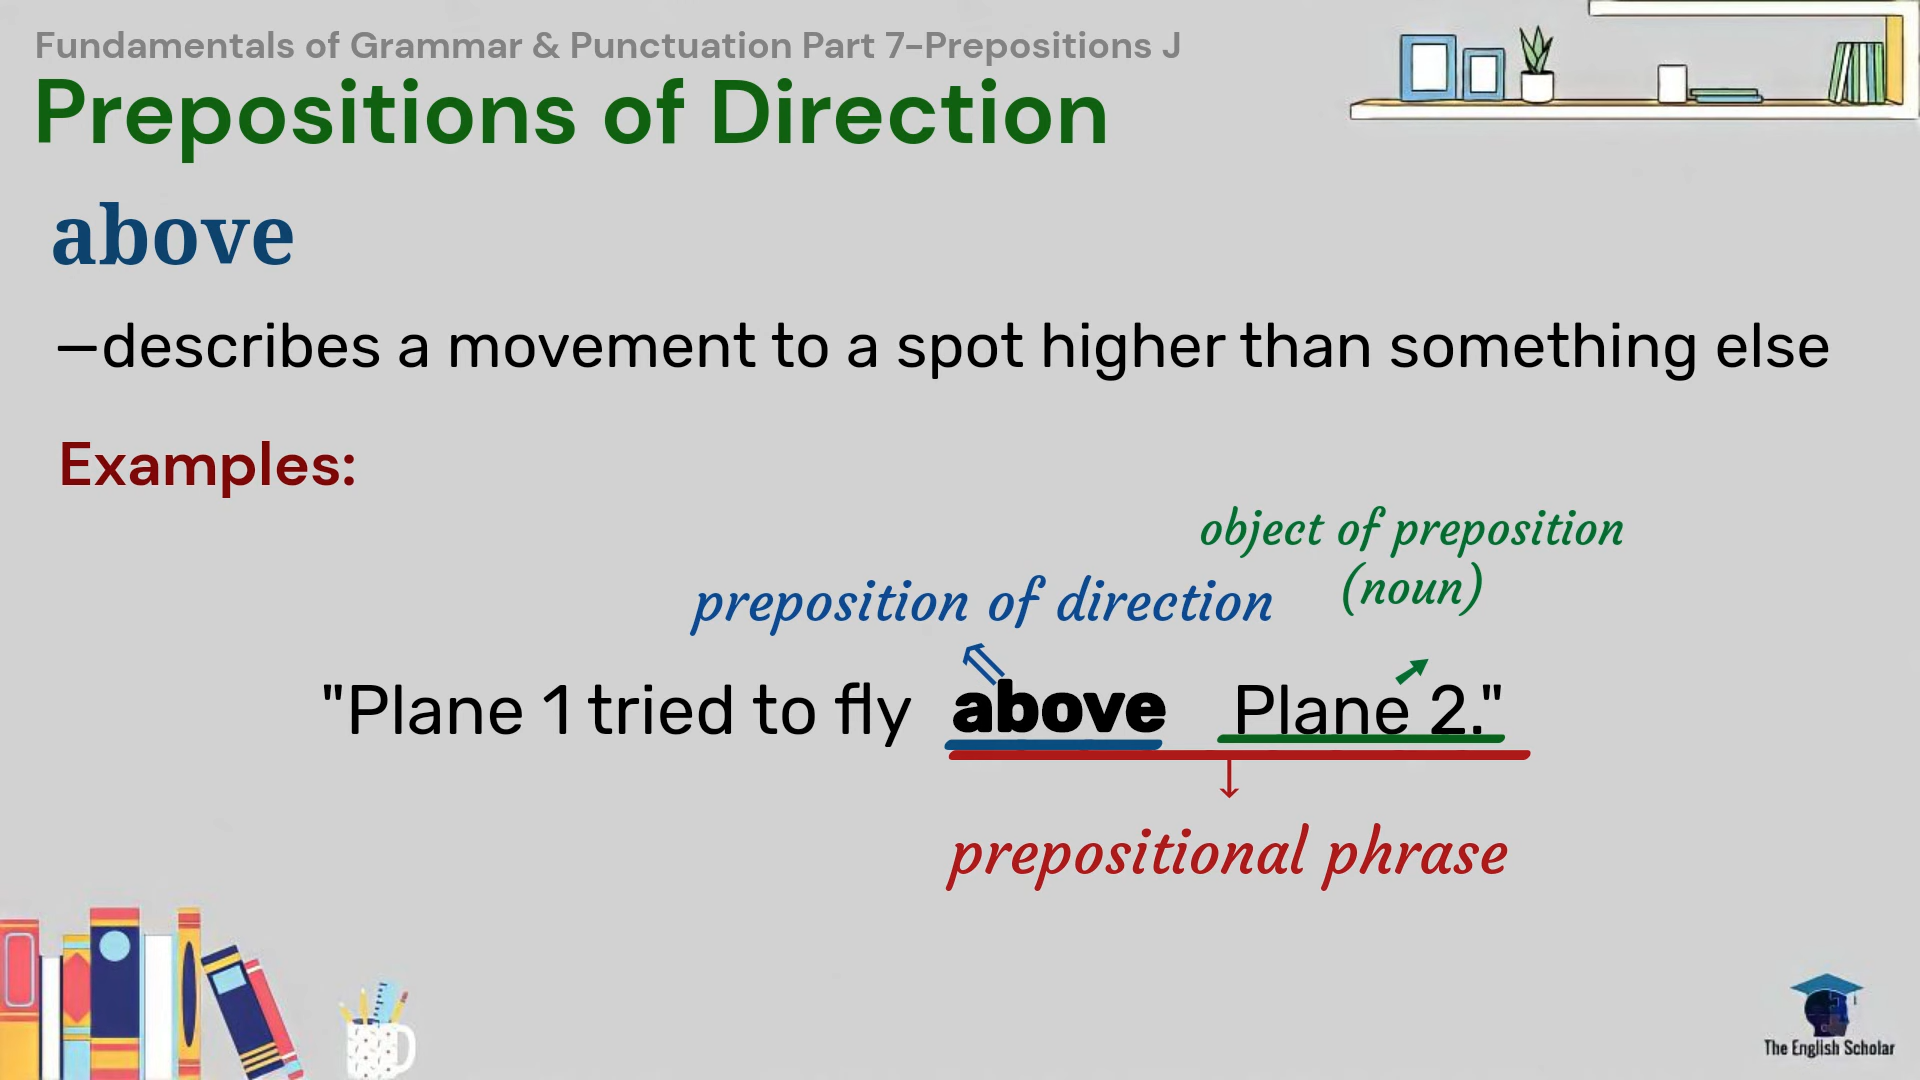 Fundamentals of Grammar & Punctuation Part 7-Prepositions J
Prepositions of Direction
above
—describes a movement to a spot higher than something else
Examples:
object of preposition
(noun)
preposition of direction
"Plane 1 tried to fly above Plane 2."
prepositional phrase
The English Scholar